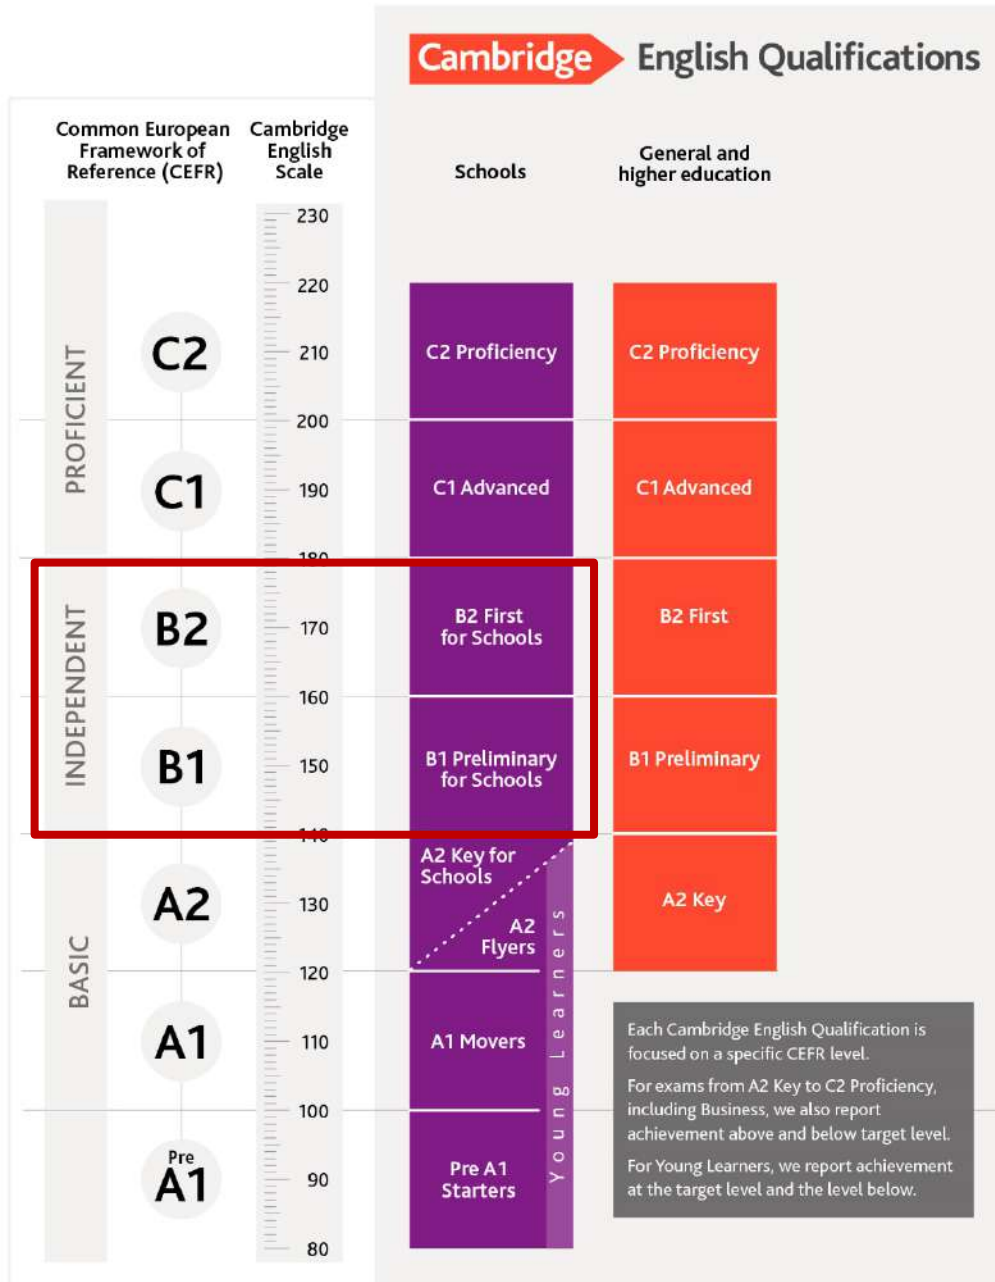 Cambridge English Qualifications
Common European
Framework of
Reference (CEFR)
Cambridge
English
Scale
Schools
General and
higher education
PROFICIENT
INDEPENDENT
BASIC
C2
C1
B2
B1
A2
A1
Pre
A1
230
220
210
200
190
180
170
160
150
140
130
120
110
100
90
80
C2 Proficiency
C1 Advanced
B2 First
for Schools
B1 Preliminary
for Schools
A2 Key for
Schools
A2
Flyers
A1 Movers
Pre A1
Starters
Young Learners
C2 Proficiency
C1 Advanced
B2 First
B1 Preliminary
A2 Key
Each Cambridge English Qualification is
focused on a specific CEFR level.
For exams from A2 Key to C2 Proficiency,
including Business, we also report
achievement above and below target level.
For Young Learners, we report achievement
at the target level and the level below.